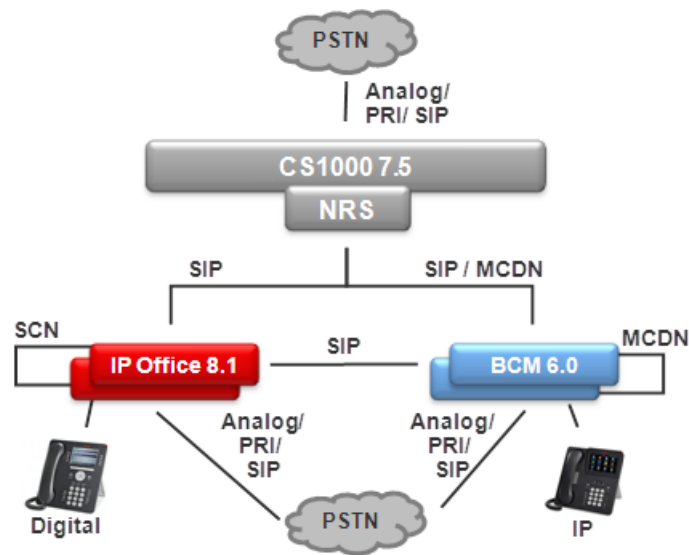 PSTN
Analog/
PRI/ SIP
CS1000 7.5
NRS
SIP
SIP / MCDN
SCN
IP Office 8.1
SIP
BCM 6.0
MCDN
Analog/
PRI/
SIP
Analog/
PRI/
SIP
Digital
PSTN
IP